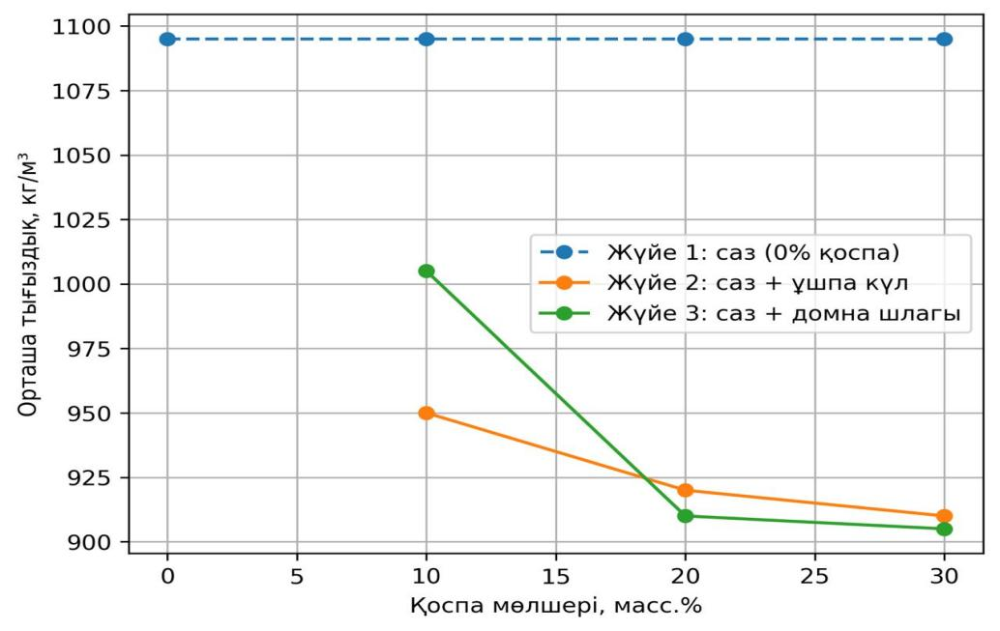 1100
1075
1050
1025
1000
975
950
925
900
Орташа тығыздық, кг/м³
Жүйе 1: саз (0% қоспа)
Жүйе 2: саз + ұшпа күл
Жүйе 3: саз + домна шлагы
0 5 10 15 20 25 30
Қоспа мөлшері, масс.%